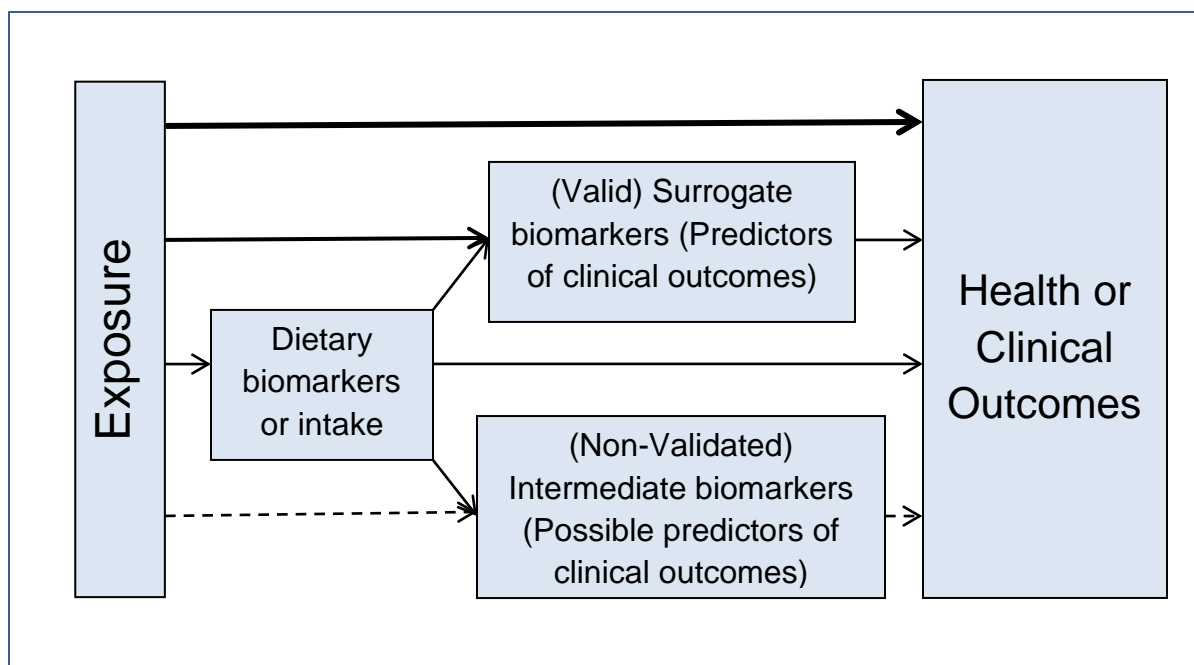 Exposure
(Valid) Surrogate
biomarkers (Predictors
of clinical outcomes)
Dietary
biomarkers
or intake
(Non-Validated)
Intermediate biomarkers
(Possible predictors of
clinical outcomes)
Health or
Clinical
Outcomes